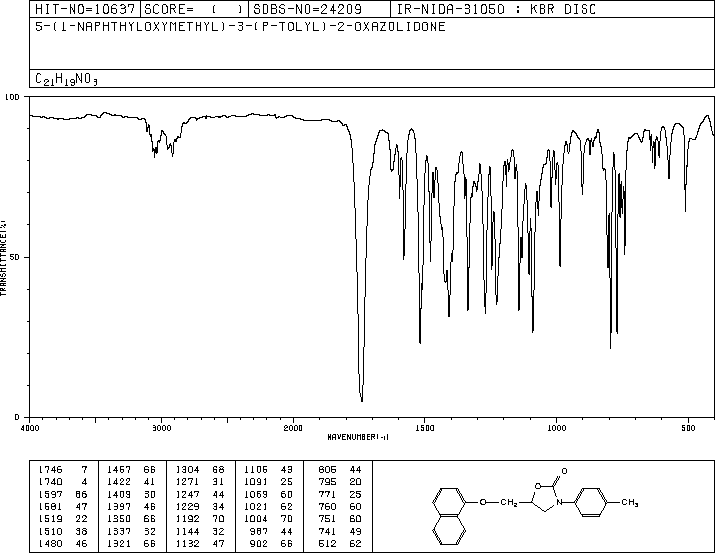 HIT-NO=10637 SCORE= ( ) SDBS-NO=24209 IR-NIDA-31050 : KBR DISC
5-(1-NAPHTHYLOXYMETHYL)-3-(P-TOLYL)-2-OXAZOLIDONE
C21H19NO3
100
50
0
TRANSMITTANCE(%)
4000 3000 2000 1500 1000 500
WAVENUMBER(-1)
1746 7 1467 66 1304 68 1106 43 806 44
1740 4 1422 41 1271 31 1091 25 795 20
1597 86 1409 30 1247 44 1069 60 771 25
1581 47 1397 46 1229 34 1021 62 760 60
1519 22 1350 66 1192 70 1004 70 751 60
1510 38 1337 32 1144 32 987 44 741 49
1480 46 1321 66 1132 47 902 66 512 62
O
O
O
CH2
N
CH3